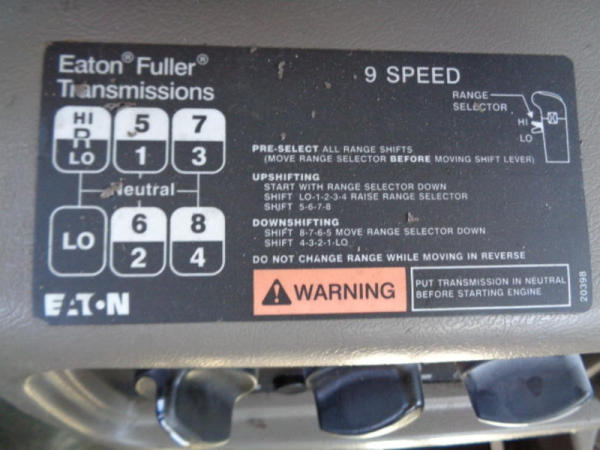 Eaton® Fuller®
Transmissions
9 SPEED
RANGE
SELECTOR
HI
LO
HI
R
LO
5
1
7
3
Neutral
LO
6
2
8
4
PRE-SELECT ALL RANGE SHIFTS
(MOVE RANGE SELECTOR BEFORE MOVING SHIFT LEVER)
UPSHIFTING
START WITH RANGE SELECTOR DOWN
SHIFT LO-1-2-3-4 RAISE RANGE SELECTOR
SHIFT 5-6-7-8
DOWNSHIFTING
SHIFT 8-7-6-5 MOVE RANGE SELECTOR DOWN
SHIFT 4-3-2-1-LO
DO NOT CHANGE RANGE WHILE MOVING IN REVERSE
EATON
WARNING
PUT TRANSMISSION IN NEUTRAL
BEFORE STARTING ENGINE
20398